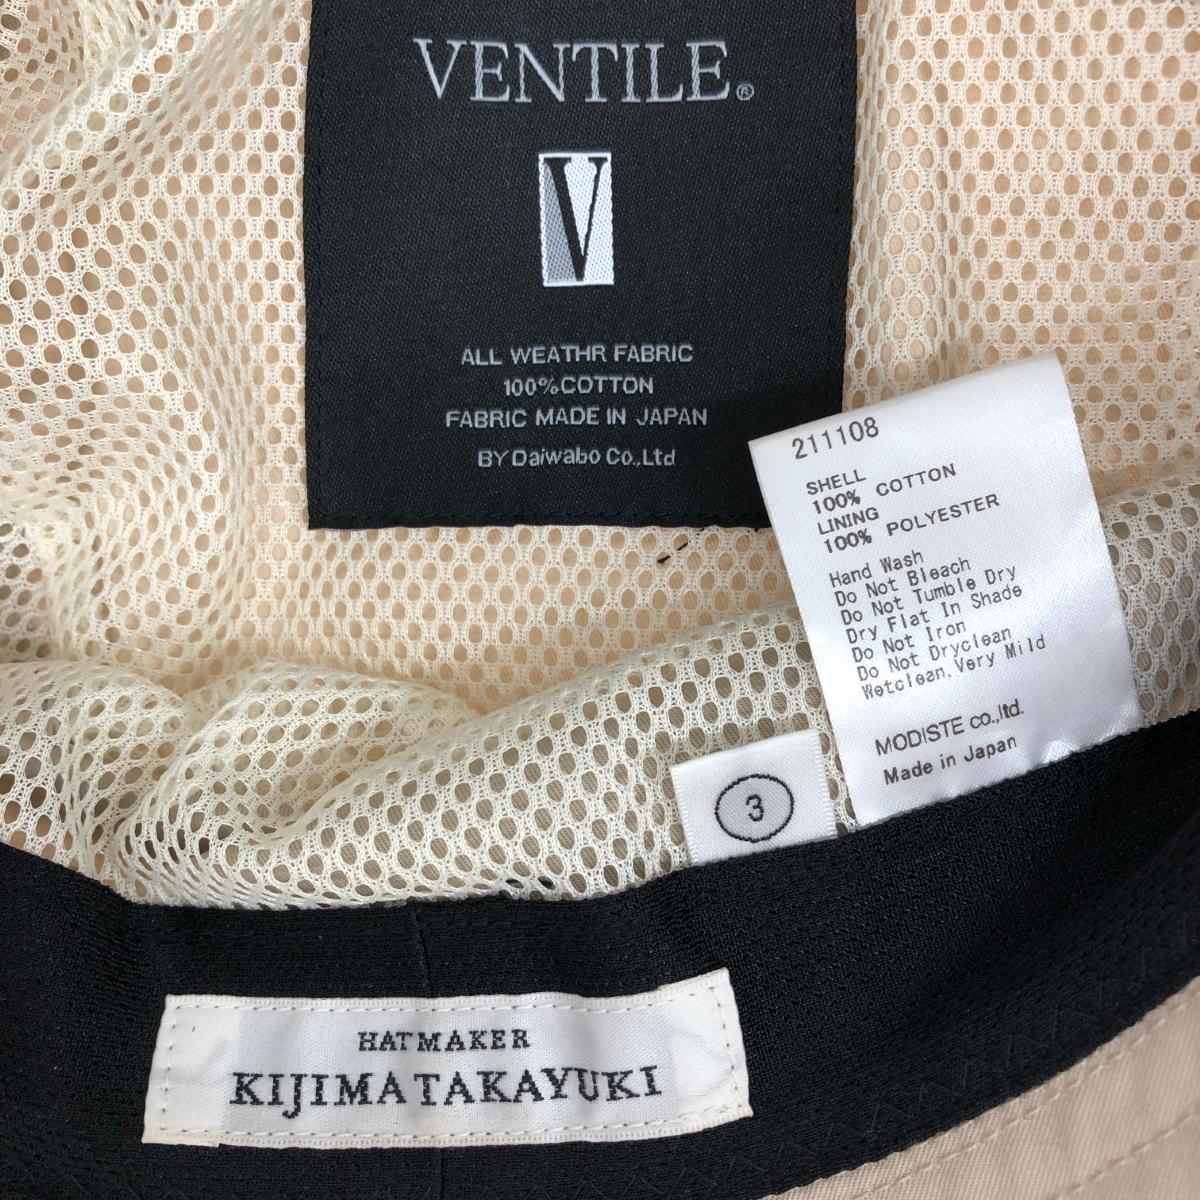 VENTILE®
V
ALL WEATHR FABRIC
100%COTTON
FABRIC MADE IN JAPAN
BY Daiwabo Co.,Ltd
211108
SHELL
100% COTTON
LINING
100% POLYESTER
Hand Wash
Do Not Bleach
Do Not Tumble Dry
Dry Flat In Shade
Do Not Iron
Do Not Dryclean
Wetclean,Very Mild
MODISTE co.,ltd.
Made in Japan
3
HATMAKER
KIJIMA TAKAYUKI